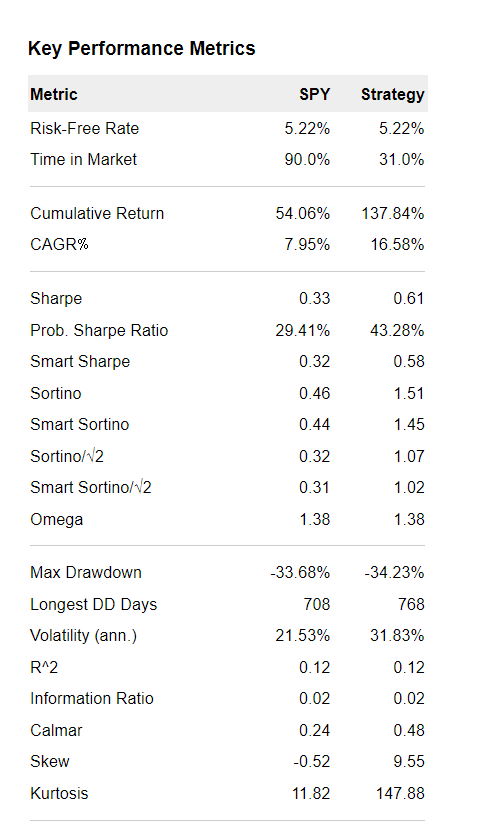 Key Performance Metrics
Metric SPY Strategy
Risk-Free Rate 5.22% 5.22%
Time in Market 90.0% 31.0%
Cumulative Return 54.06% 137.84%
CAGR% 7.95% 16.58%
Sharpe 0.33 0.61
Prob. Sharpe Ratio 29.41% 43.28%
Smart Sharpe 0.32 0.58
Sortino 0.46 1.51
Smart Sortino 0.44 1.45
Sortino/√2 0.32 1.07
Smart Sortino/√2 0.31 1.02
Omega 1.38 1.38
Max Drawdown -33.68% -34.23%
Longest DD Days 708 768
Volatility (ann.) 21.53% 31.83%
R^2 0.12 0.12
Information Ratio 0.02 0.02
Calmar 0.24 0.48
Skew -0.52 9.55
Kurtosis 11.82 147.88